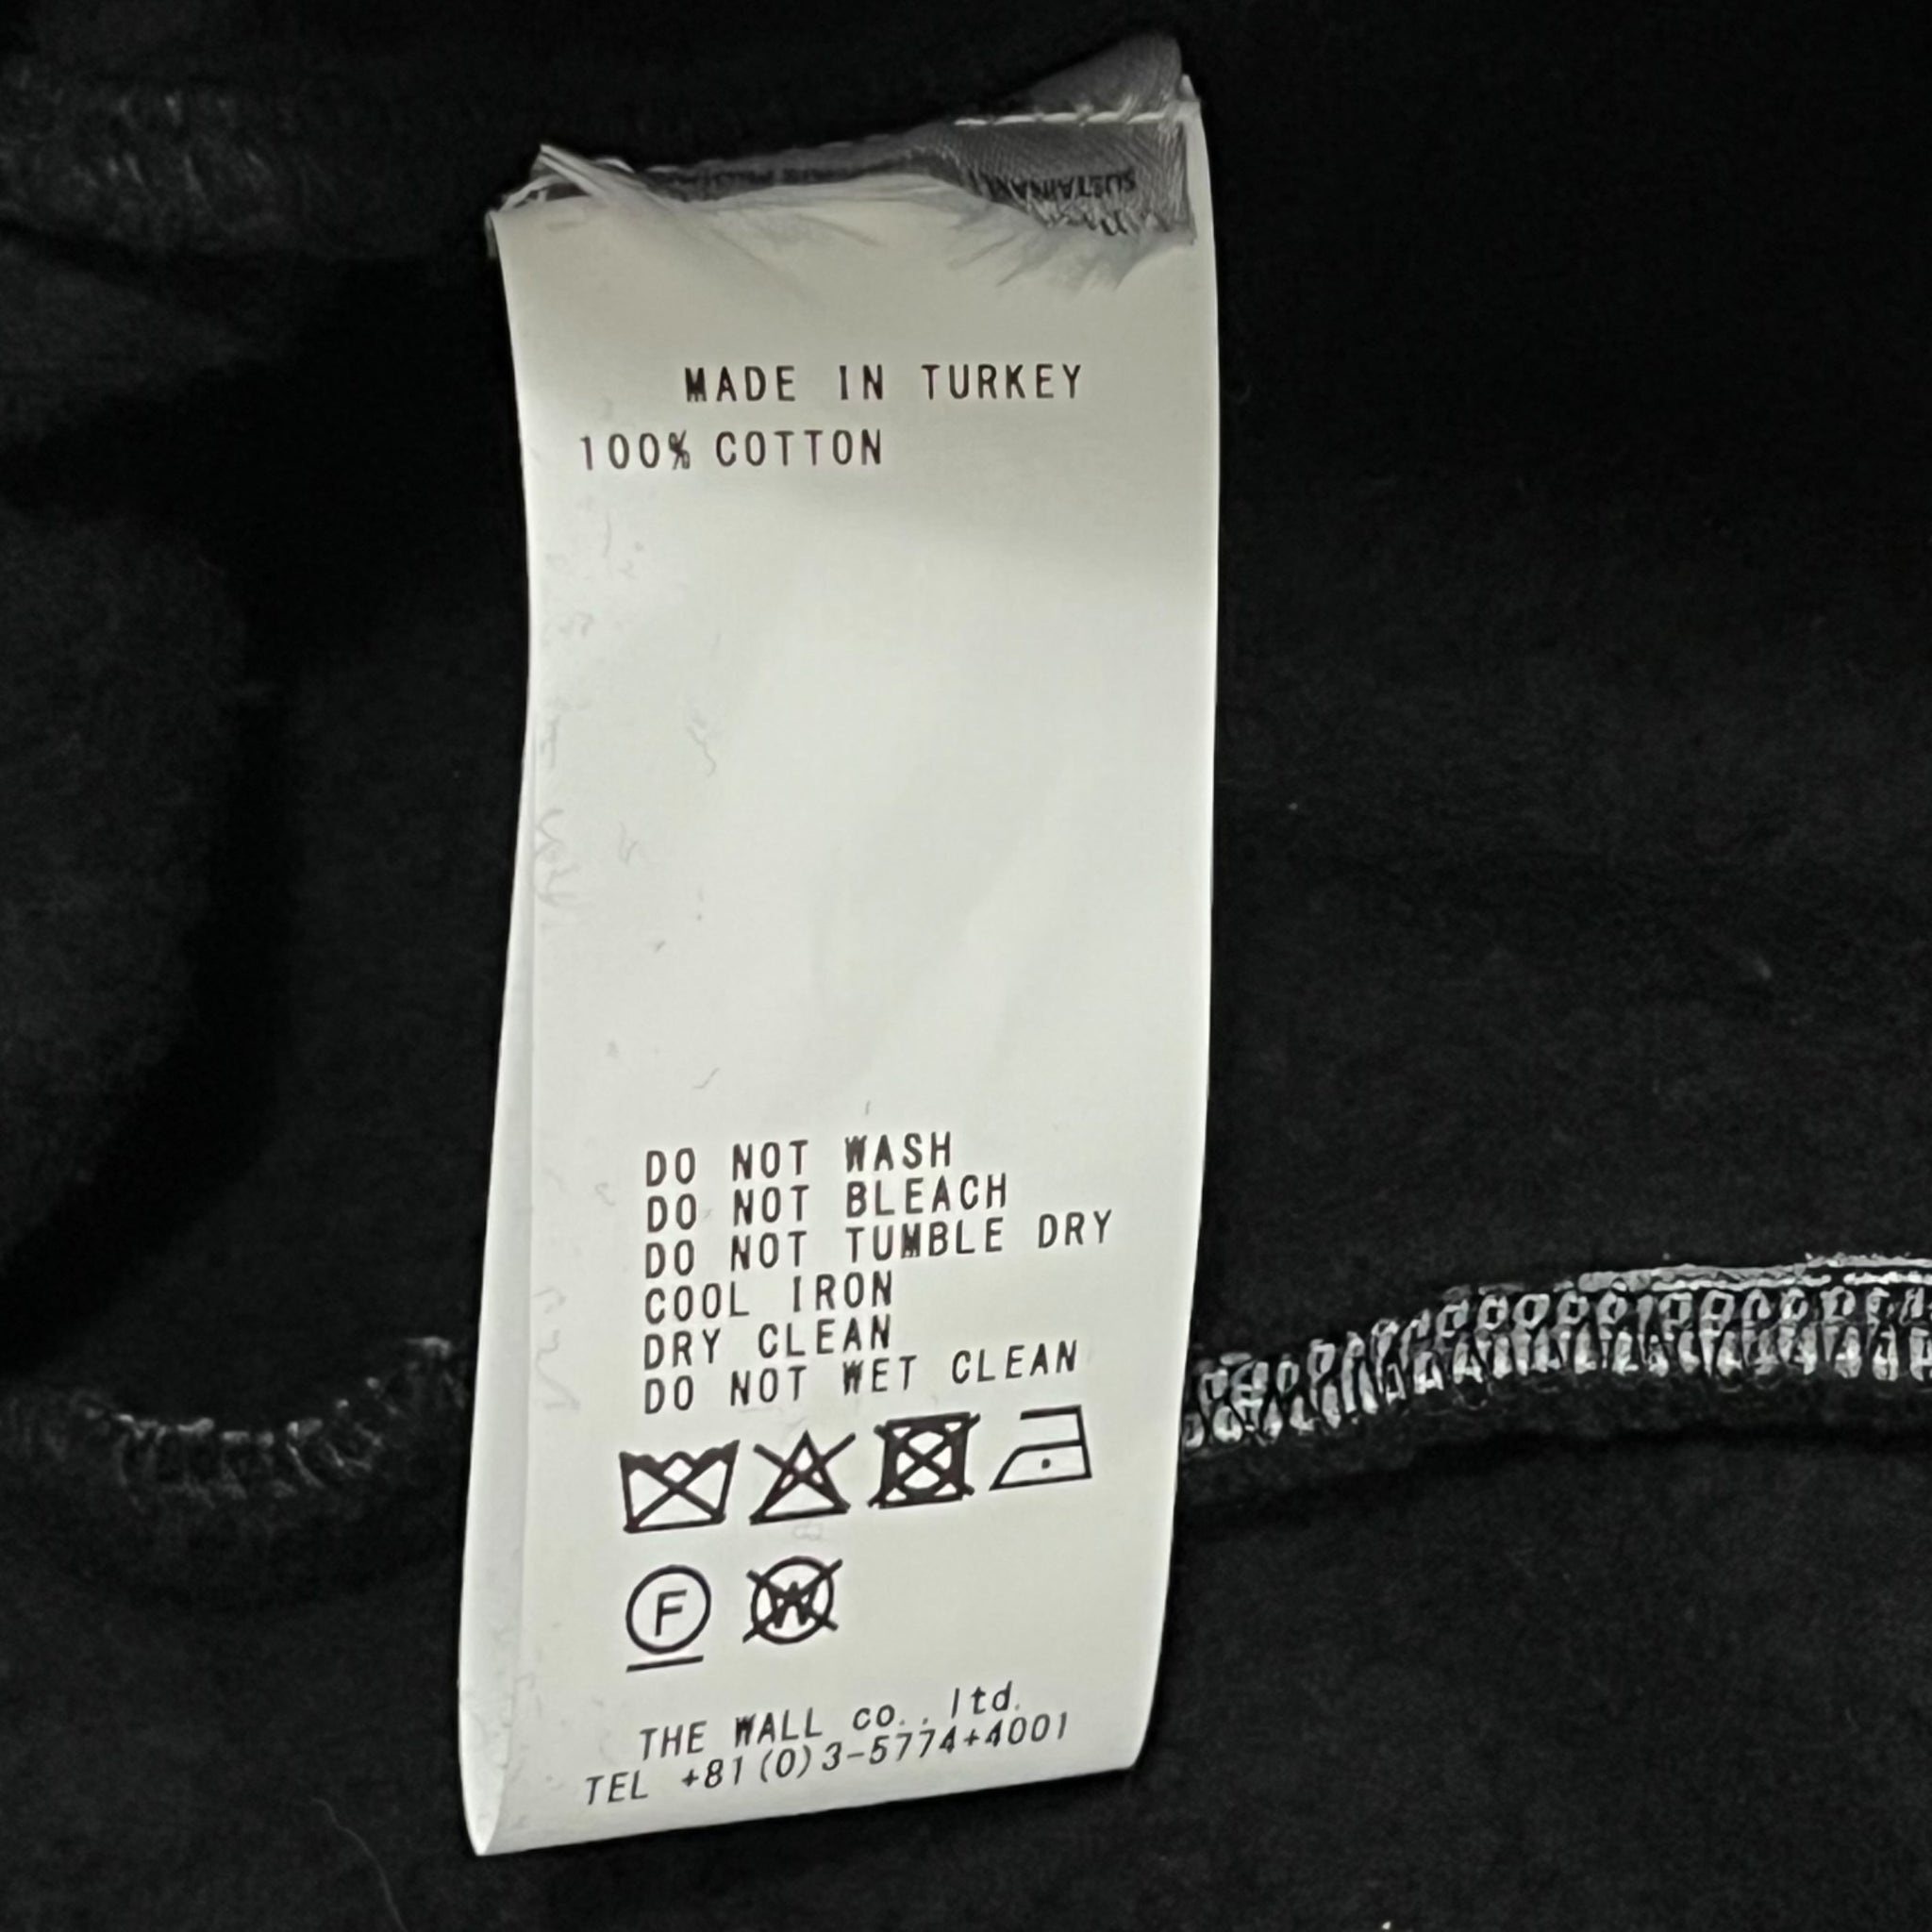 SUSTAINABLE
MADE IN TURKEY
100% COTTON
DO NOT WASH
DO NOT BLEACH
DO NOT TUMBLE DRY
COOL IRON
DRY CLEAN
DO NOT WET CLEAN
F W
THE WALL co.,ltd.
TEL +81(0)3-5774+4001